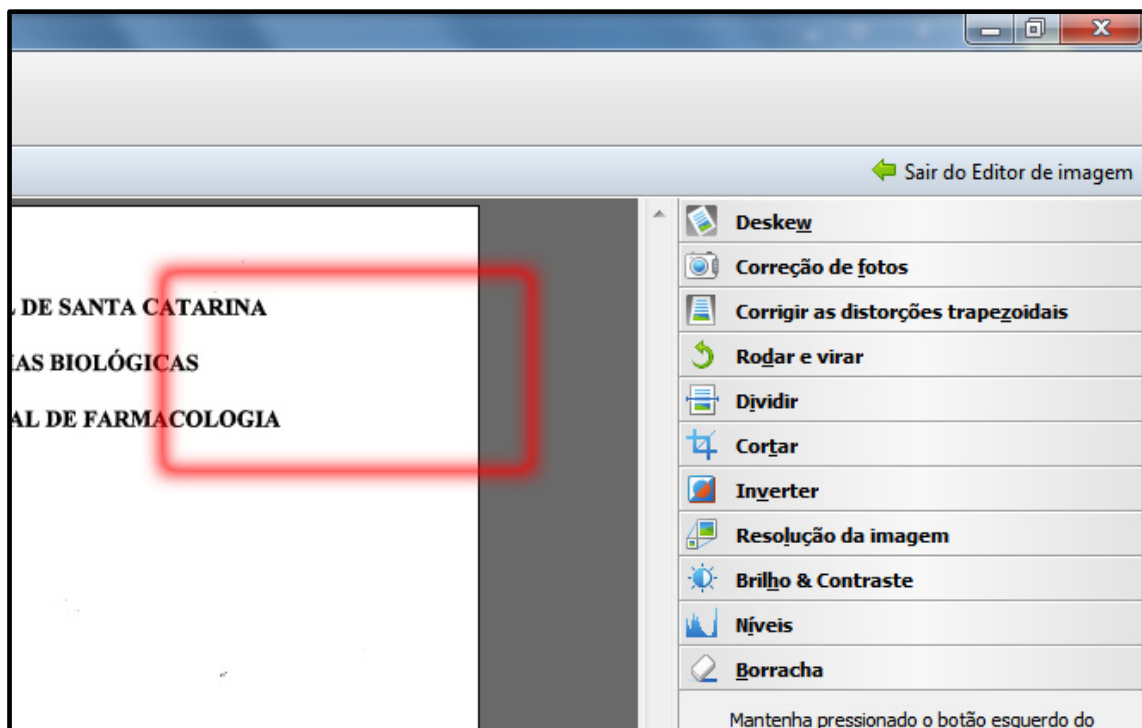 Sair do Editor de imagem
DE SANTA CATARINA
AS BIOLÓGICAS
AL DE FARMACOLOGIA
Deskew
Correção de fotos
Corrigir as distorções trapezoidais
Rodar e virar
Dividir
Cortar
Inverter
Resolução da imagem
Brilho & Contraste
Níveis
Borracha
Mantenha pressionado o botão esquerdo do